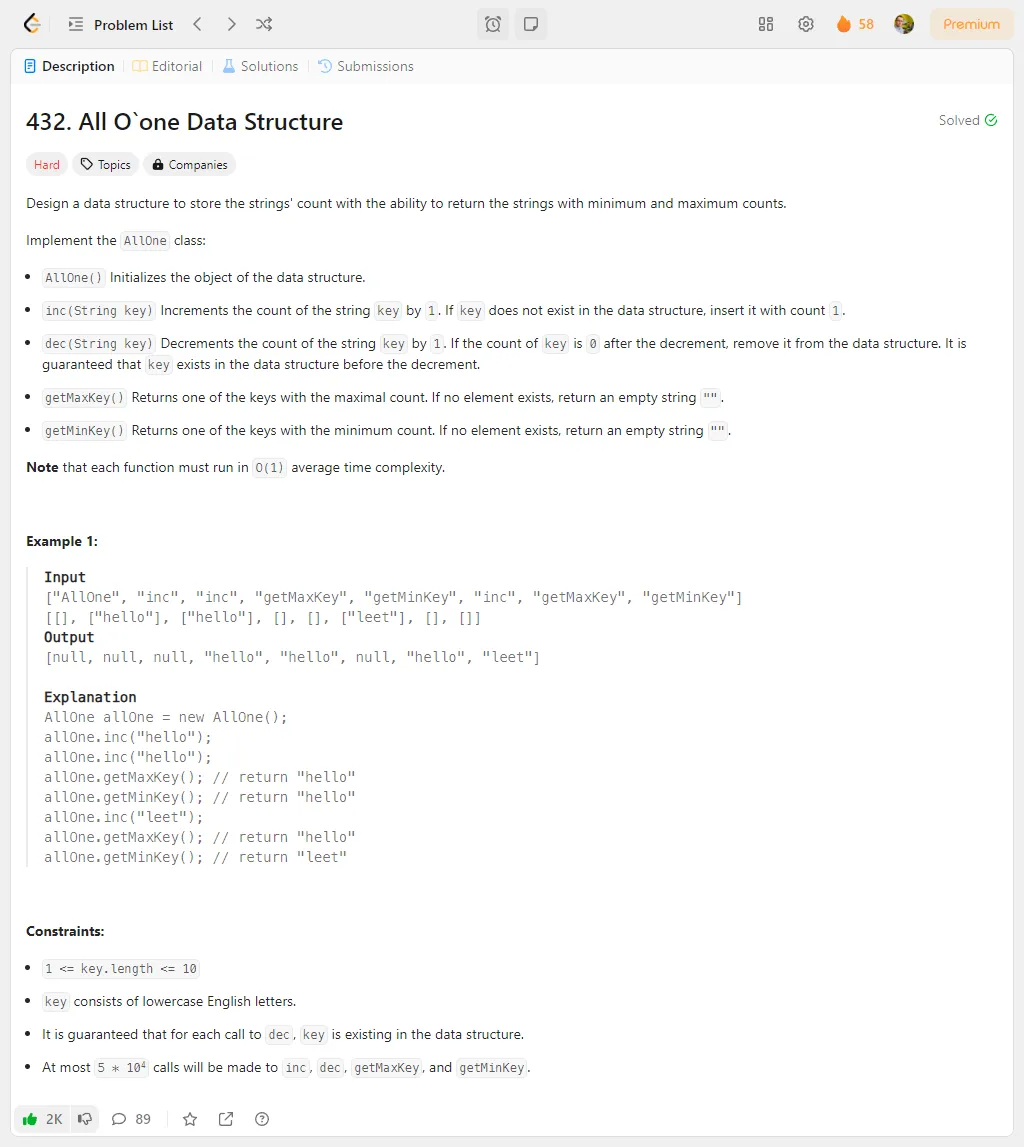 Problem List
58
Premium
Description
Editorial
Solutions
Submissions
432. All O`one Data Structure
Solved
Hard
Topics
Companies
Design a data structure to store the strings' count with the ability to return the strings with minimum and maximum counts.
Implement the AllOne class:
• AllOne() Initializes the object of the data structure.
• inc(String key) Increments the count of the string key by 1. If key does not exist in the data structure, insert it with count 1.
• dec(String key) Decrements the count of the string key by 1. If the count of key is 0 after the decrement, remove it from the data structure. It is
guaranteed that key exists in the data structure before the decrement.
• getMaxKey() Returns one of the keys with the maximal count. If no element exists, return an empty string "".
• getMinKey() Returns one of the keys with the minimum count. If no element exists, return an empty string "".
Note that each function must run in O(1) average time complexity.
Example 1:
Input
["AllOne", "inc", "inc", "getMaxKey", "getMinKey", "inc", "getMaxKey", "getMinKey"]
[[], ["hello"], ["hello"], [], [], ["leet"], [], []]
Output
[null, null, null, "hello", "hello", null, "hello", "leet"]
Explanation
AllOne allOne = new AllOne();
allOne.inc("hello");
allOne.inc("hello");
allOne.getMaxKey(); // return "hello"
allOne.getMinKey(); // return "hello"
allOne.inc("leet");
allOne.getMaxKey(); // return "hello"
allOne.getMinKey(); // return "leet"
Constraints:
• 1 <= key.length <= 10
• key consists of lowercase English letters.
• It is guaranteed that for each call to dec, key is existing in the data structure.
• At most 5 * 10⁴ calls will be made to inc, dec, getMaxKey, and getMinKey.
2K
89